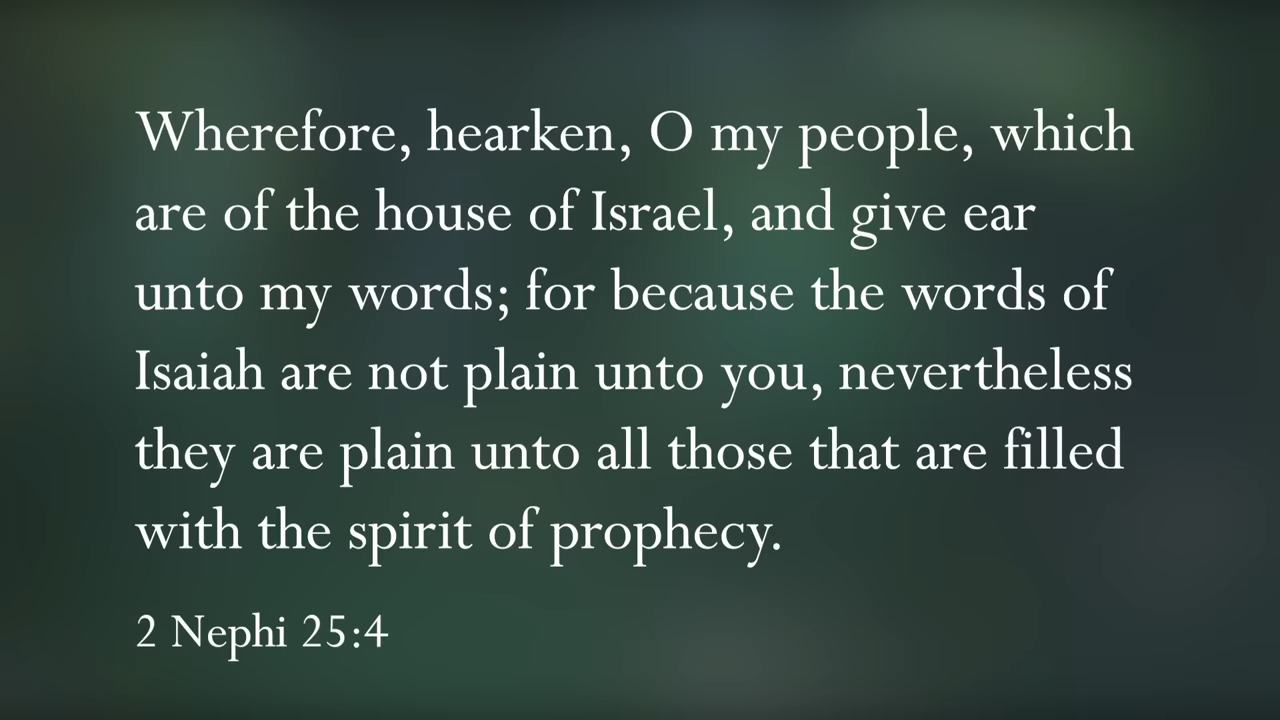 Wherefore, hearken, O my people, which
are of the house of Israel, and give ear
unto my words; for because the words of
Isaiah are not plain unto you, nevertheless
they are plain unto all those that are filled
with the spirit of prophecy.
2 Nephi 25:4